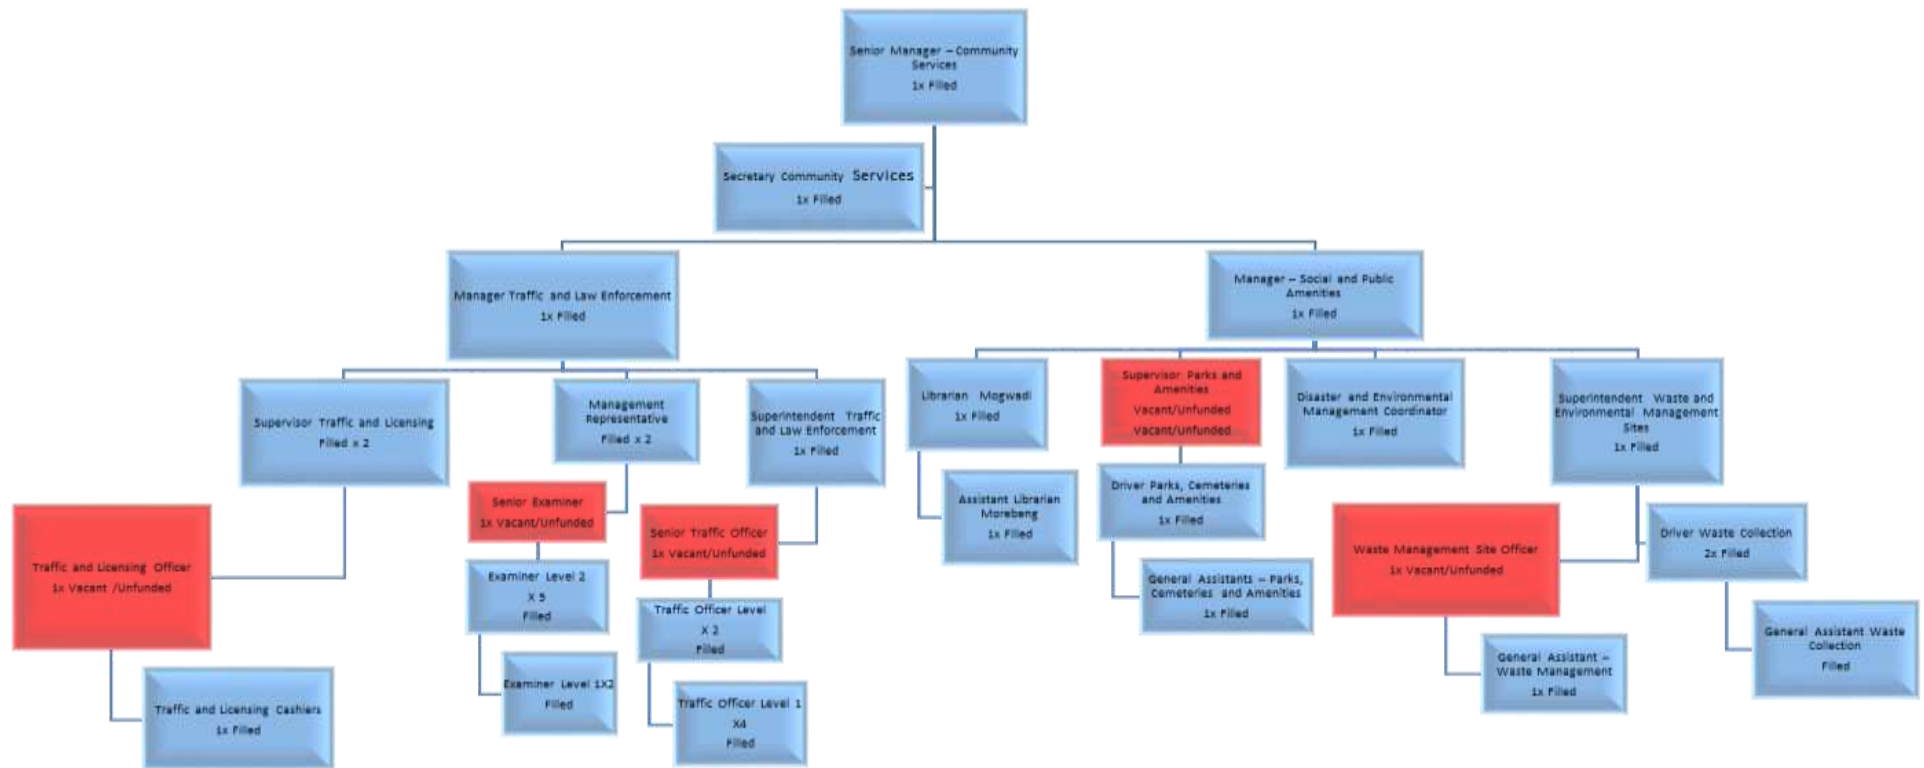 Senior Manager – Community
Services
1x Filled
Secretary Community Services
1x Filled
Manager Traffic and Law Enforcement
1x Filled
Manager – Social and Public
Amenities
1x Filled
Supervisor Traffic and Licensing
Filled x 2
Management
Representative
Filled x 2
Superintendent Traffic
and Law Enforcement
1x Filled
Librarian Mogwadi
1x Filled
Supervisor Parks and
Amenities
Vacant/Unfunded
Vacant/Unfunded
Disaster and Environmental
Management Coordinator
1x Filled
Superintendent Waste and
Environmental Management
Sites
1x Filled
Traffic and Licensing Officer
1x Vacant /Unfunded
Senior Examiner
1x Vacant/Unfunded
Senior Traffic Officer
1x Vacant/Unfunded
Assistant Librarian
Morebeng
1x Filled
Driver Parks, Cemeteries
and Amenities
1x Filled
Waste Management Site Officer
1x Vacant/Unfunded
Driver Waste Collection
2x Filled
Examiner Level 2
X 5
Filled
Traffic Officer Level
X 2
Filled
General Assistants – Parks,
Cemeteries and Amenities
1x Filled
General Assistant Waste
Collection
Filled
Traffic and Licensing Cashiers
1x Filled
Examiner Level 1X2
Filled
Traffic Officer Level 1
X4
Filled
General Assistant –
Waste Management
1x Filled